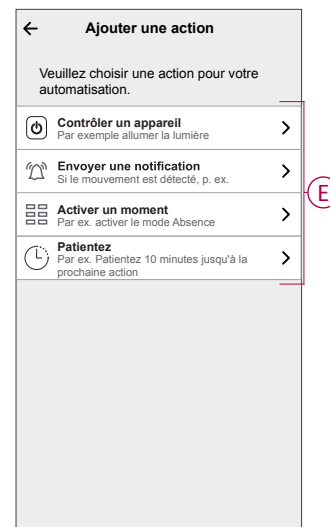 Ajouter une action
Veuillez choisir une action pour votre
automatisation.
Contrôler un appareil
Par exemple allumer la lumière
Envoyer une notification
Si le mouvement est détecté, p. ex.
Activer un moment
Par ex. activer le mode Absence
Patientez
Par ex. Patientez 10 minutes jusqu'à la
prochaine action
E